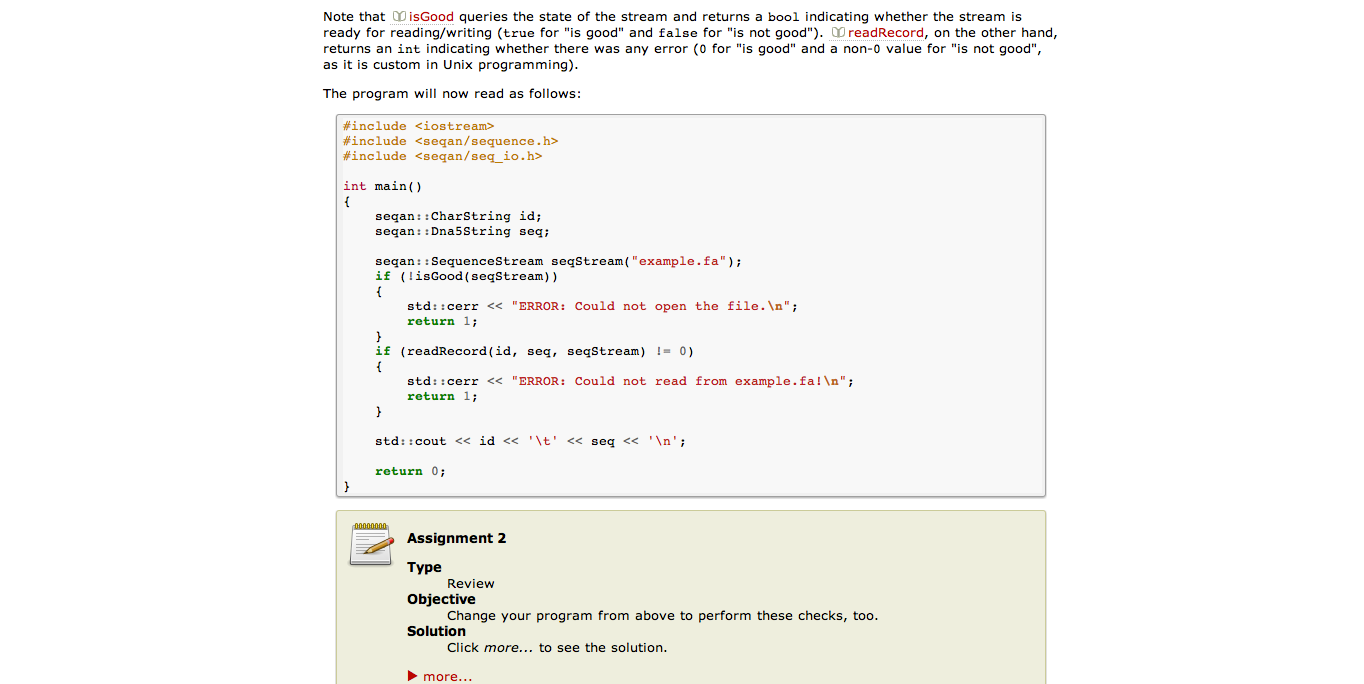 Note that isGood queries the state of the stream and returns a bool indicating whether the stream is
ready for reading/writing (true for "is good" and false for "is not good"). readRecord, on the other hand,
returns an int indicating whether there was any error (0 for "is good" and a non-0 value for "is not good",
as it is custom in Unix programming).
The program will now read as follows:
#include <iostream>
#include <seqan/sequence.h>
#include <seqan/seq_io.h>
int main()
{
    seqan::CharString id;
    seqan::Dna5String seq;
    seqan::SequenceStream seqStream("example.fa");
    if (!isGood(seqStream))
    {
        std::cerr << "ERROR: Could not open the file.\n";
        return 1;
    }
    if (readRecord(id, seq, seqStream) != 0)
    {
        std::cerr << "ERROR: Could not read from example.fa!\n";
        return 1;
    }
    std::cout << id << '\t' << seq << '\n';
    return 0;
}
Assignment 2
Type
Review
Objective
Change your program from above to perform these checks, too.
Solution
Click more... to see the solution.
more...